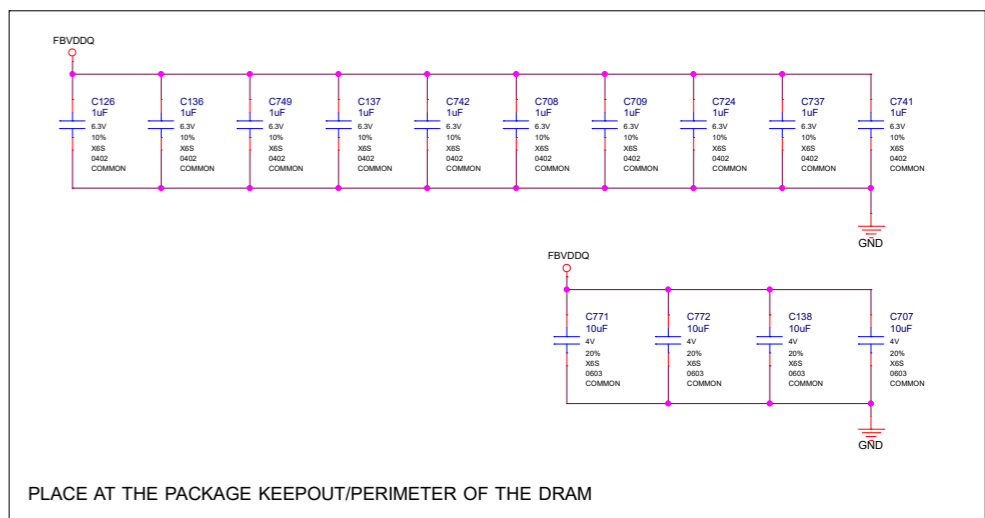 FBVDDQ
C126 C136 C749 C137 C742 C708 C709 C724 C737 C741
1uF 1uF 1uF 1uF 1uF 1uF 1uF 1uF 1uF 1uF
6.3V 6.3V 6.3V 6.3V 6.3V 6.3V 6.3V 6.3V 6.3V 6.3V
10% 10% 10% 10% 10% 10% 10% 10% 10% 10%
X6S X6S X6S X6S X6S X6S X6S X6S X6S X6S
0402 0402 0402 0402 0402 0402 0402 0402 0402 0402
COMMON COMMON COMMON COMMON COMMON COMMON COMMON COMMON COMMON COMMON
GND
FBVDDQ
C771 C772 C138 C707
10uF 10uF 10uF 10uF
4V 4V 4V 4V
20% 20% 20% 20%
X6S X6S X6S X6S
0603 0603 0603 0603
COMMON COMMON COMMON COMMON
GND
PLACE AT THE PACKAGE KEEPOUT/PERIMETER OF THE DRAM